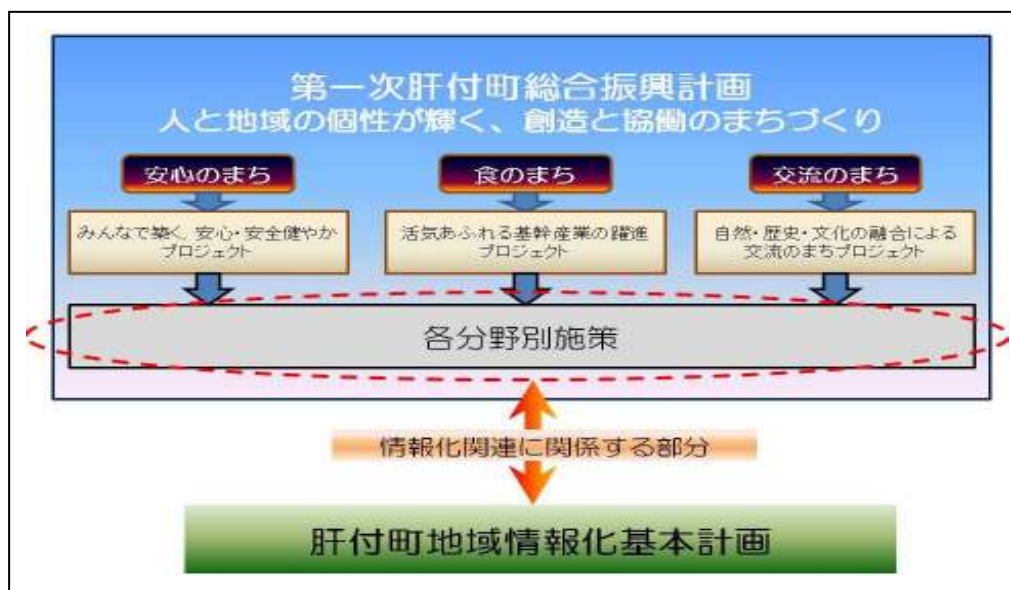 第一次肝付町総合振興計画
人と地域の個性が輝く、創造と協働のまちづくり
安心のまち
食のまち
交流のまち
みんなで築く、安心・安全健やか
プロジェクト
活気あふれる基幹産業の躍進
プロジェクト
自然・歴史・文化の融合による
交流のまちプロジェクト
各分野別施策
情報化関連に関係する部分
肝付町地域情報化基本計画